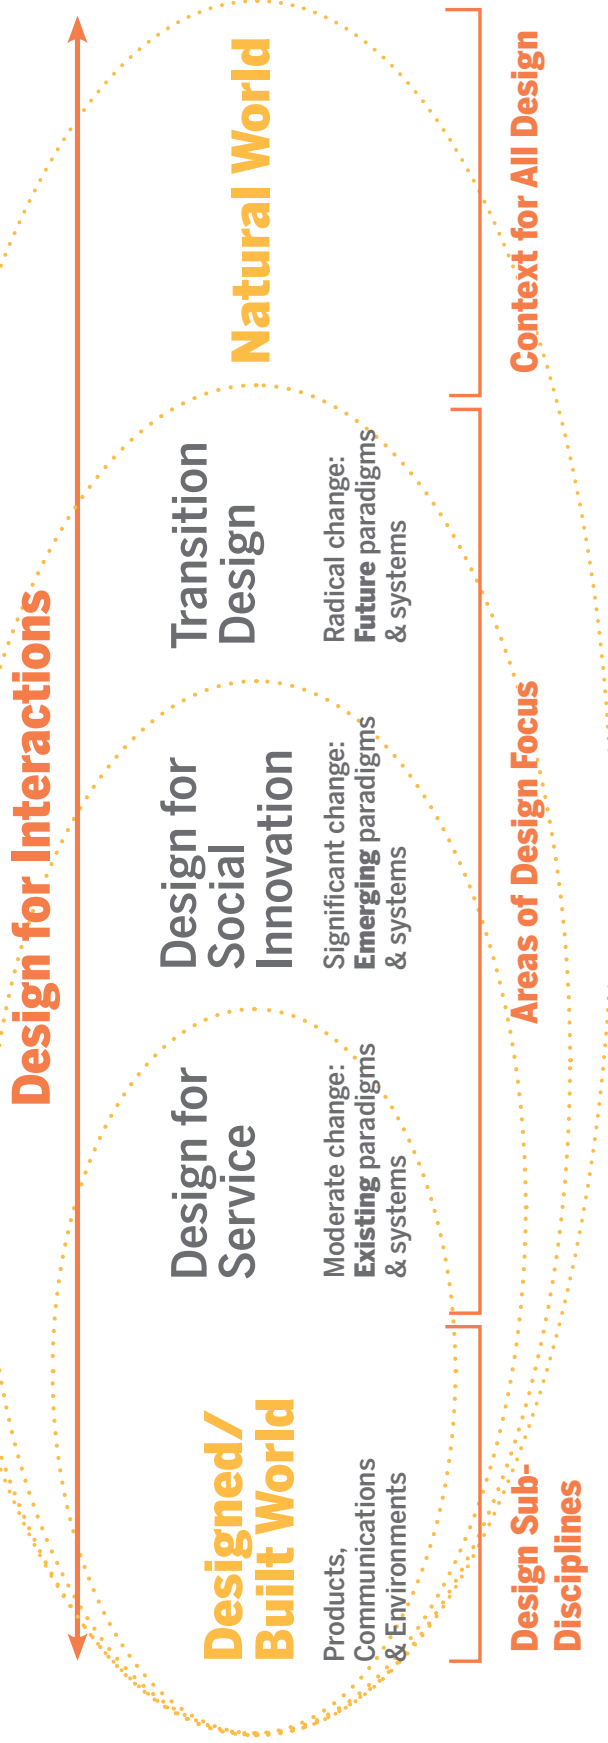 Design for Interactions
Designed/
Built World
Products,
Communications
& Environments
Design for
Service
Moderate change:
Existing paradigms
& systems
Design for
Social
Innovation
Significant change:
Emerging paradigms
& systems
Transition
Design
Radical change:
Future paradigms
& systems
Natural World
Design Sub-
Disciplines
Areas of Design Focus
Context for All Design